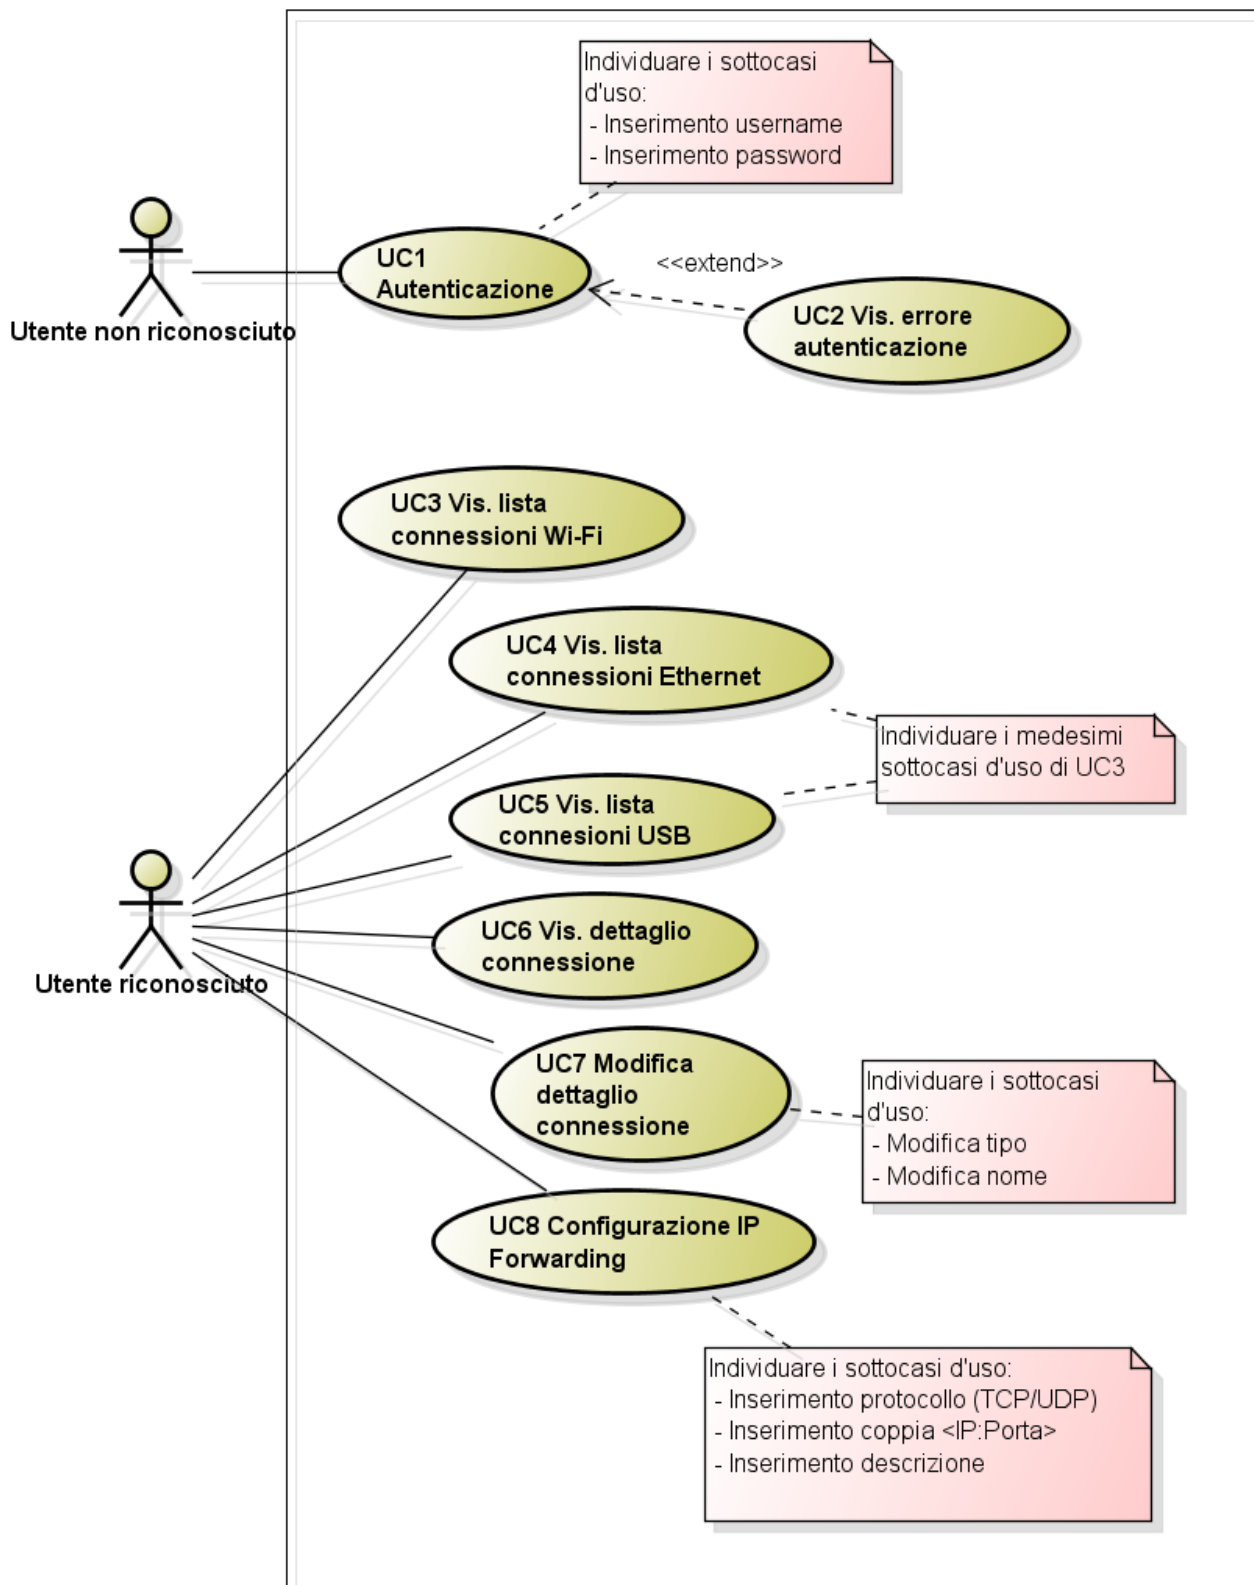 Individuare i sottocasi
d'uso:
- Inserimento username
- Inserimento password
UC1
Autenticazione
<<extend>>
UC2 Vis. errore
autenticazione
Utente non riconosciuto
UC3 Vis. lista
connessioni Wi-Fi
UC4 Vis. lista
connessioni Ethernet
Individuare i medesimi
sottocasi d'uso di UC3
UC5 Vis. lista
connesioni USB
UC6 Vis. dettaglio
connessione
Utente riconosciuto
UC7 Modifica
dettaglio
connessione
Individuare i sottocasi
d'uso:
- Modifica tipo
- Modifica nome
UC8 Configurazione IP
Forwarding
Individuare i sottocasi d'uso:
- Inserimento protocollo (TCP/UDP)
- Inserimento coppia <IP:Porta>
- Inserimento descrizione